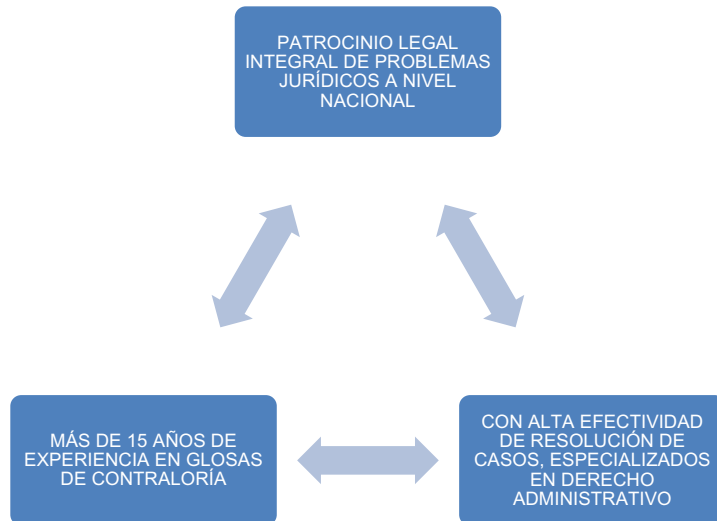 PATROCINIO LEGAL
INTEGRAL DE PROBLEMAS
JURÍDICOS A NIVEL
NACIONAL
MÁS DE 15 AÑOS DE
EXPERIENCIA EN GLOSAS
DE CONTRALORÍA
CON ALTA EFECTIVIDAD
DE RESOLUCIÓN DE
CASOS, ESPECIALIZADOS
EN DERECHO
ADMINISTRATIVO